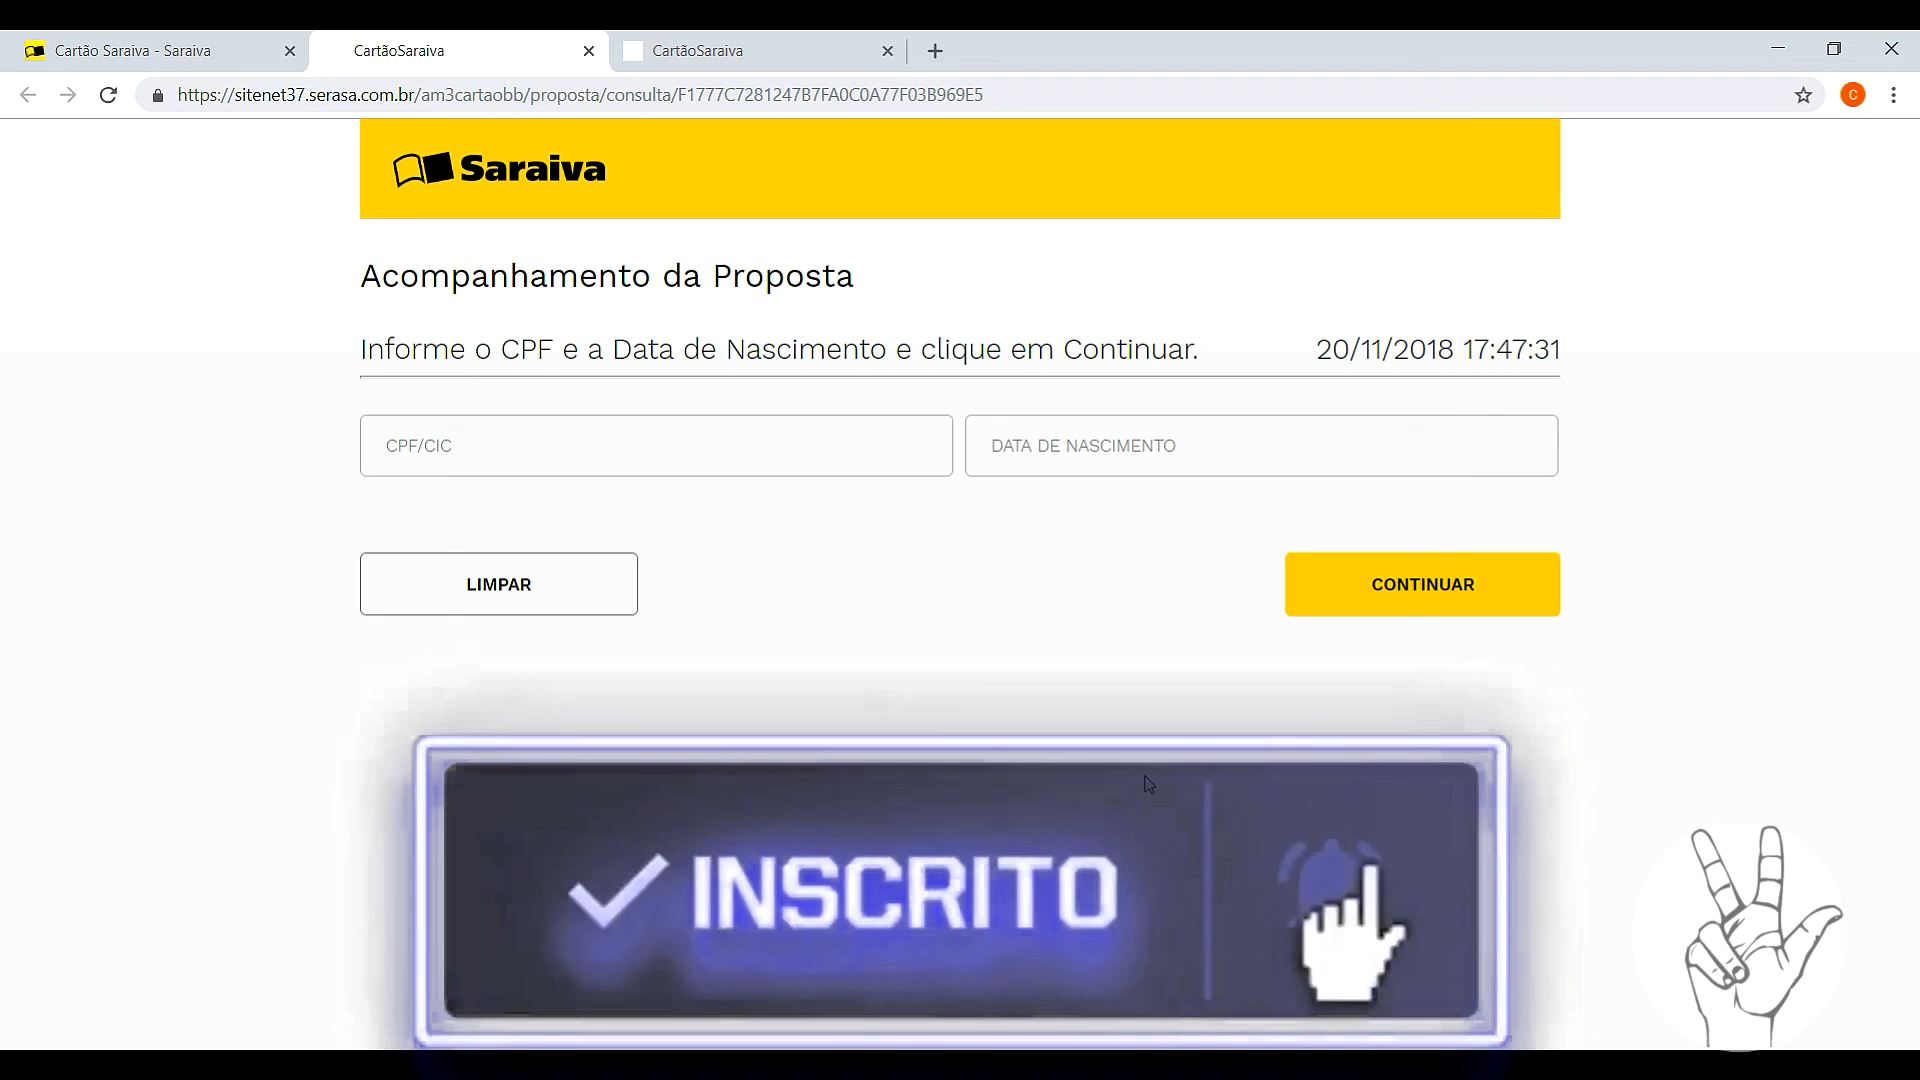 Cartão Saraiva - Saraiva
CartãoSaraiva
CartãoSaraiva
https://sitenet37.serasa.com.br/am3cartaobb/proposta/consulta/F1777C7281247B7FA0C0A77F03B969E5
C
Saraiva
Acompanhamento da Proposta
Informe o CPF e a Data de Nascimento e clique em Continuar.
20/11/2018 17:47:31
CPF/CIC
DATA DE NASCIMENTO
LIMPAR
CONTINUAR
INSCRITO